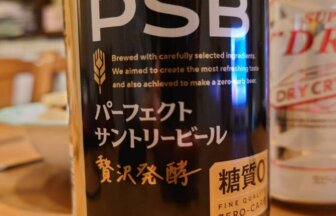 PSB
Brewed with carefully selected ingredients.
We aimed to create the most refreshing taste
and also achieved to make a zero-carb beer.
パーフェクト
サントリービール
贅沢発酵
糖質0
FINE QUALITY
ZERO-CARB
DRY
DRYCR